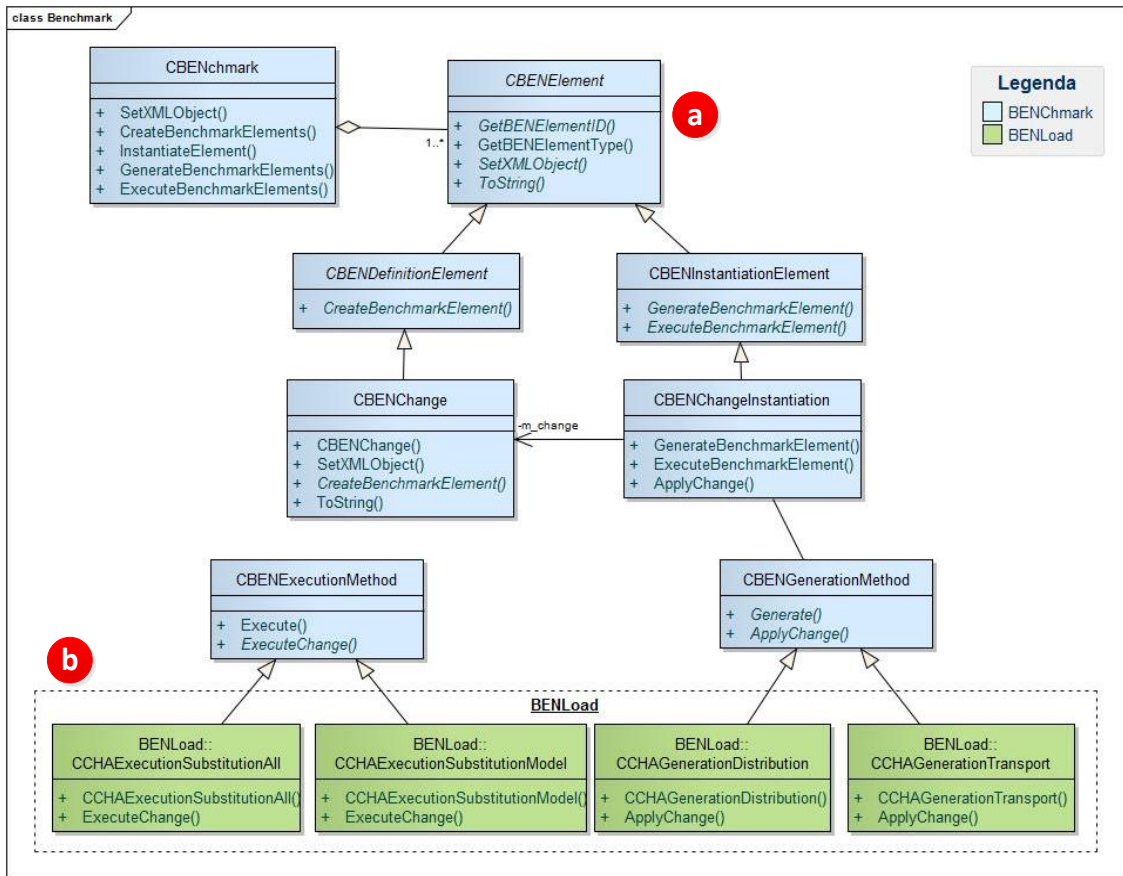 class Benchmark
CBENchmark
+ SetXMLObject()
+ CreateBenchmarkElements()
+ InstantiateElement()
+ GenerateBenchmarkElements()
+ ExecuteBenchmarkElements()
1..*
CBENElement
+ GetBENElementID()
+ GetBENElementType()
+ SetXMLObject()
+ ToString()
a
Legenda
BENChmark
BENLoad
CBENDefinitionElement
+ CreateBenchmarkElement()
CBENInstantiationElement
+ GenerateBenchmarkElement()
+ ExecuteBenchmarkElement()
CBENChange
+ CBENChange()
+ SetXMLObject()
+ CreateBenchmarkElement()
+ ToString()
-m_change
CBENChangeInstantiation
+ GenerateBenchmarkElement()
+ ExecuteBenchmarkElement()
+ ApplyChange()
CBENExecutionMethod
+ Execute()
+ ExecuteChange()
CBENGenerationMethod
+ Generate()
+ ApplyChange()
b
BENLoad
BENLoad::
CCHAExecutionSubstitutionAll
+ CCHAExecutionSubstitutionAll()
+ ExecuteChange()
BENLoad::
CCHAExecutionSubstitutionModel
+ CCHAExecutionSubstitutionModel()
+ ExecuteChange()
BENLoad::
CCHAGenerationDistribution
+ CCHAGenerationDistribution()
+ ApplyChange()
BENLoad::
CCHAGenerationTransport
+ CCHAGenerationTransport()
+ ApplyChange()